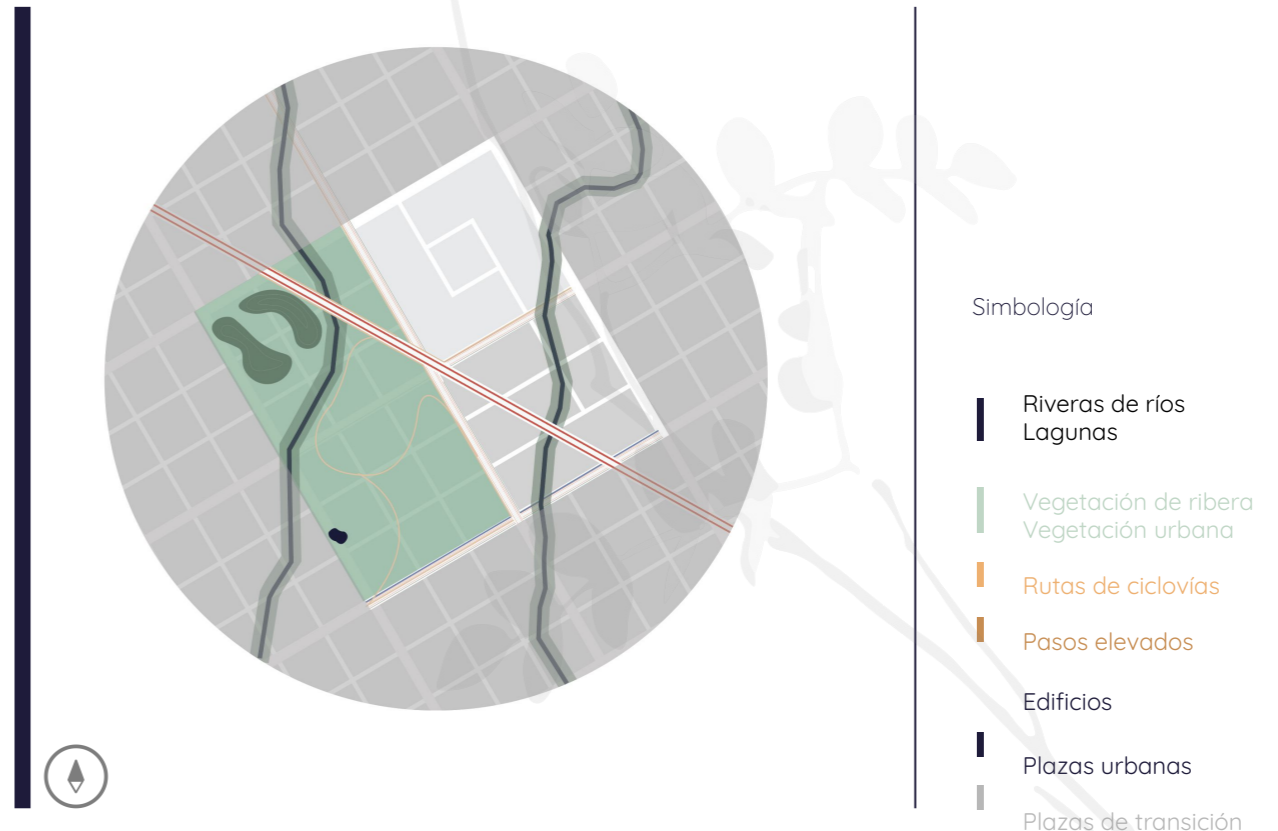 Simbología
Riveras de ríos
Lagunas
Vegetación de ribera
Vegetación urbana
Rutas de ciclovías
Pasos elevados
Edificios
Plazas urbanas
Plazas de transición